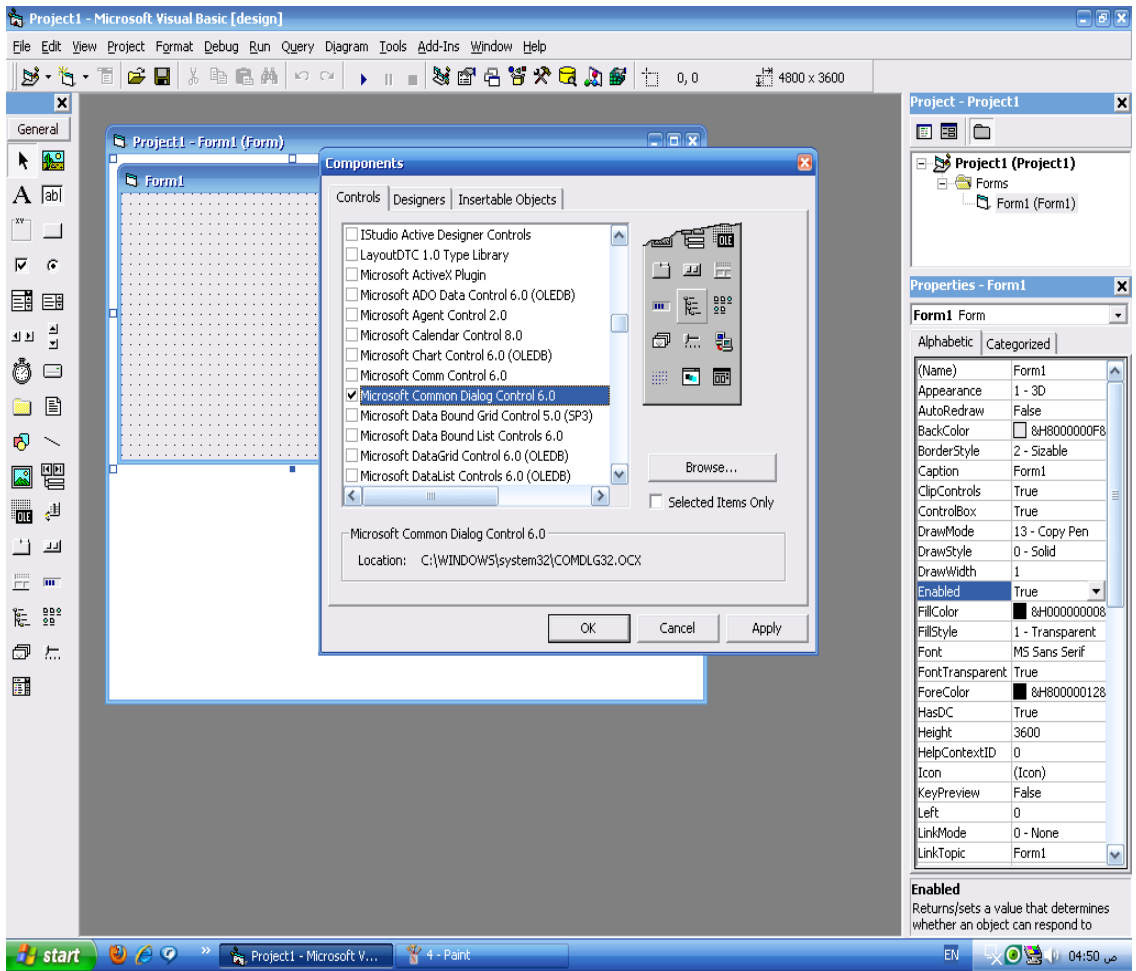 Project1 - Microsoft Visual Basic [design]
File Edit View Project Format Debug Run Query Diagram Tools Add-Ins Window Help
0, 0 4800 x 3600
General
A ab|
XY
OLE
Project1 - Form1 (Form)
Form1
Components
Controls Designers Insertable Objects
IStudio Active Designer Controls
LayoutDTC 1.0 Type Library
Microsoft ActiveX Plugin
Microsoft ADO Data Control 6.0 (OLEDB)
Microsoft Agent Control 2.0
Microsoft Calendar Control 8.0
Microsoft Chart Control 6.0 (OLEDB)
Microsoft Comm Control 6.0
Microsoft Common Dialog Control 6.0
Microsoft Data Bound Grid Control 5.0 (SP3)
Microsoft Data Bound List Controls 6.0
Microsoft DataGrid Control 6.0 (OLEDB)
Microsoft DataList Controls 6.0 (OLEDB)
OLE
Browse...
Selected Items Only
Microsoft Common Dialog Control 6.0
Location: C:\WINDOWS\system32\COMDLG32.OCX
OK Cancel Apply
Project - Project1
Project1 (Project1)
Forms
Form1 (Form1)
Properties - Form1
Form1 Form
Alphabetic Categorized
(Name) Form1
Appearance 1 - 3D
AutoRedraw False
BackColor &H8000000F&
BorderStyle 2 - Sizable
Caption Form1
ClipControls True
ControlBox True
DrawMode 13 - Copy Pen
DrawStyle 0 - Solid
DrawWidth 1
Enabled True
FillColor &H00000000&
FillStyle 1 - Transparent
Font MS Sans Serif
FontTransparent True
ForeColor &H80000012&
HasDC True
Height 3600
HelpContextID 0
Icon (Icon)
KeyPreview False
Left 0
LinkMode 0 - None
LinkTopic Form1
Enabled
Returns/sets a value that determines
whether an object can respond to
start Project1 - Microsoft V... 4 - Paint EN 04:50 ص